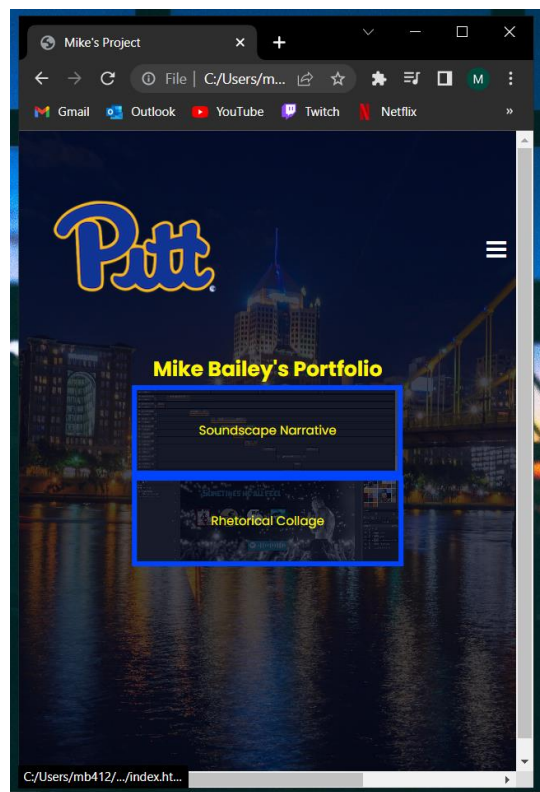 Mike's Project
File | C:/Users/m...
M
Gmail Outlook YouTube Twitch Netflix »
Pitt
Mike Bailey's Portfolio
Soundscape Narrative
Rhetorical Collage
C:/Users/mb412/.../index.ht...